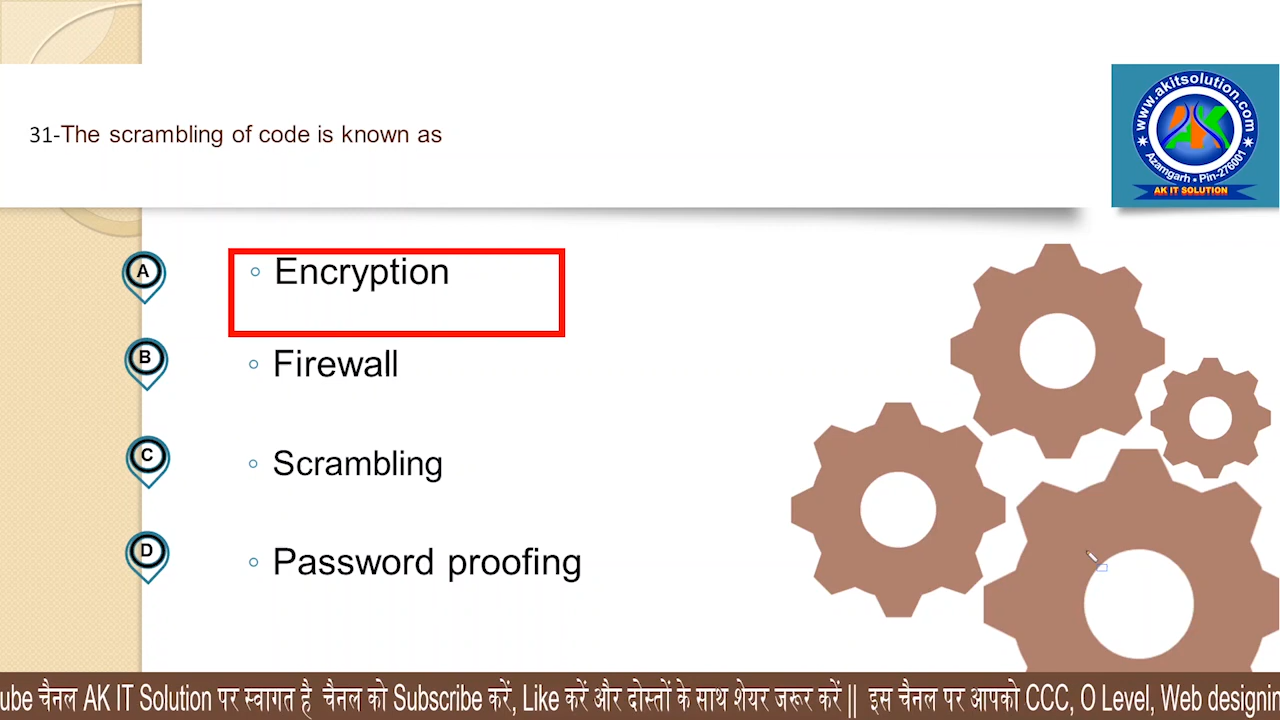 31-The scrambling of code is known as
www.akitsolution.com
AK
Azamgarh • Pin-276001
AK IT SOLUTION
A
Encryption
B
Firewall
C
Scrambling
D
Password proofing
ube चैनल AK IT Solution पर स्वागत है चैनल को Subscribe करें, Like करें और दोस्तों के साथ शेयर जरूर करें || इस चैनल पर आपको CCC, O Level, Web designin